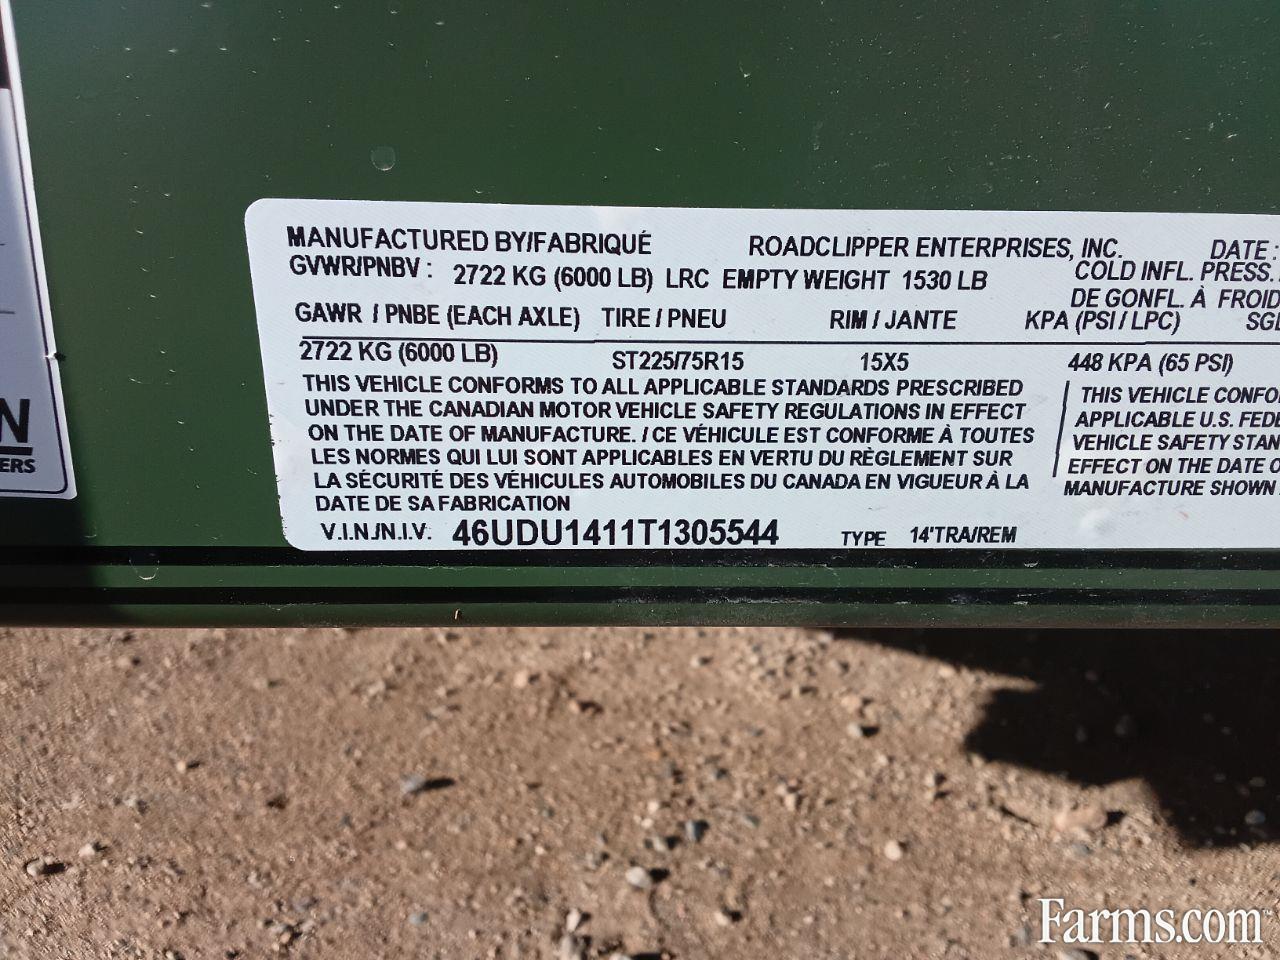 N
ERS
MANUFACTURED BY/FABRIQUÉ ROADCLIPPER ENTERPRISES, INC. DATE :
GVWR/PNBV : 2722 KG (6000 LB) LRC EMPTY WEIGHT 1530 LB COLD INFL. PRESS.
DE GONFL. À FROID
GAWR / PNBE (EACH AXLE) TIRE / PNEU RIM / JANTE KPA (PSI / LPC)
2722 KG (6000 LB) ST225/75R15 15X5 448 KPA (65 PSI)
THIS VEHICLE CONFORMS TO ALL APPLICABLE STANDARDS PRESCRIBED
UNDER THE CANADIAN MOTOR VEHICLE SAFETY REGULATIONS IN EFFECT
ON THE DATE OF MANUFACTURE. / CE VÉHICULE EST CONFORME À TOUTES
LES NORMES QUI LUI SONT APPLICABLES EN VERTU DU RÈGLEMENT SUR
LA SÉCURITÉ DES VÉHICULES AUTOMOBILES DU CANADA EN VIGUEUR À LA
DATE DE SA FABRICATION
THIS VEHICLE CONFO
APPLICABLE U.S. FEDE
VEHICLE SAFETY STAN
EFFECT ON THE DATE O
MANUFACTURE SHOWN
V.I.N./N.I.V: 46UDU1411T1305544 TYPE 14'TRA/REM
Farms.com